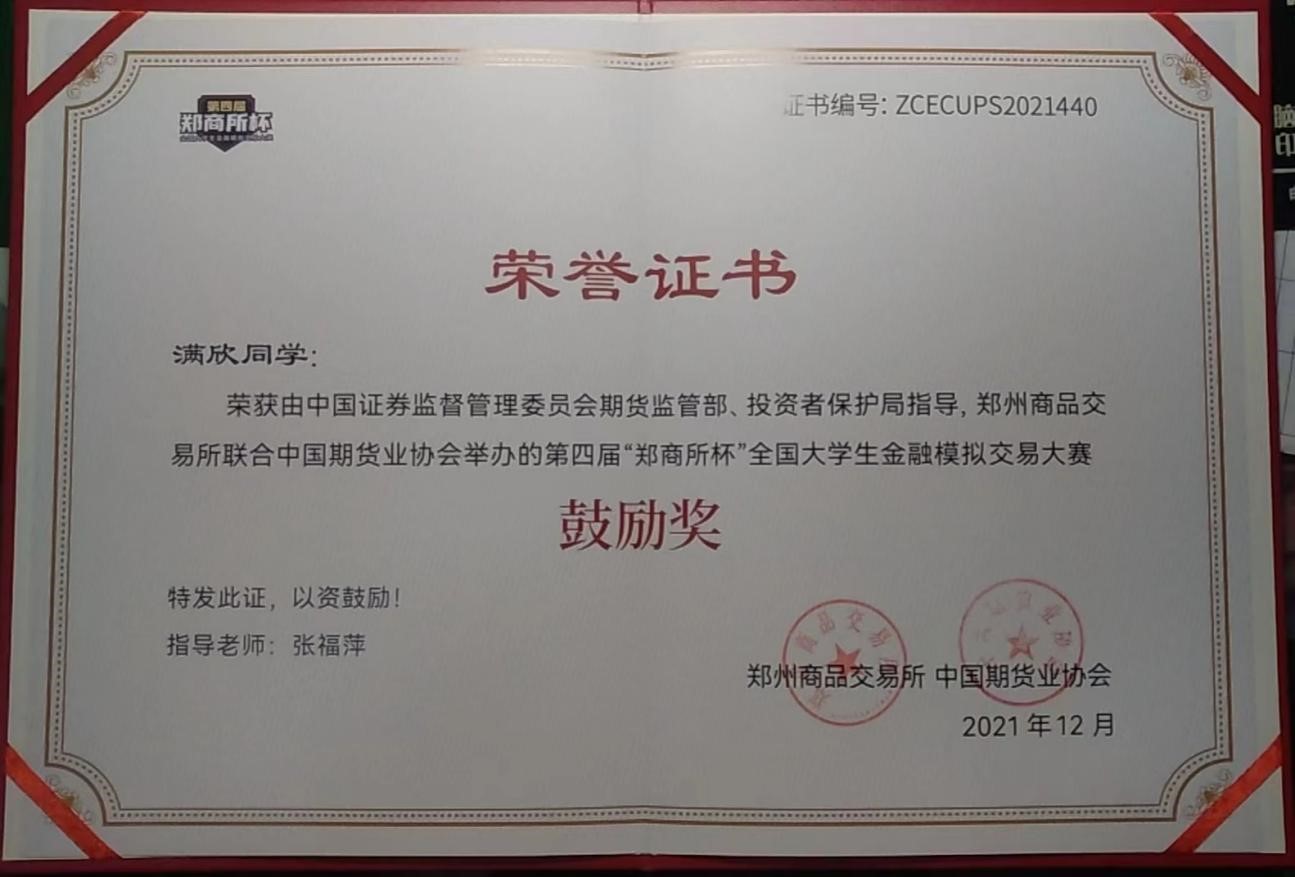 第四届
郑商所杯
证书编号: ZCECUPS2021440
荣誉证书
满欣同学:
荣获由中国证券监督管理委员会期货监管部、投资者保护局指导, 郑州商品交
易所联合中国期货业协会举办的第四届“郑商所杯”全国大学生金融模拟交易大赛
鼓励奖
特发此证, 以资鼓励!
指导老师: 张福萍
郑州商品交易所 中国期货业协会
2021年12月